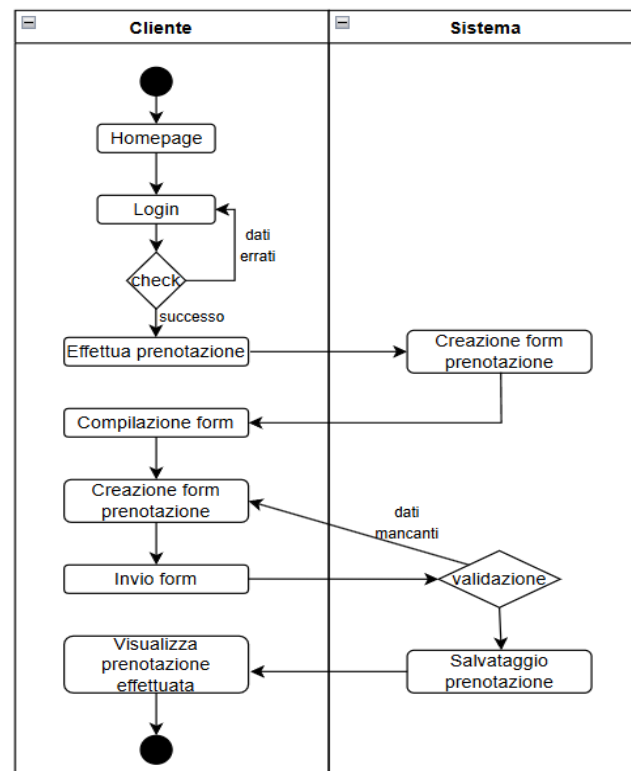 Cliente
Sistema
Homepage
Login
dati
errati
check
successo
Effettua prenotazione
Creazione form
prenotazione
Compilazione form
Creazione form
prenotazione
dati
mancanti
Invio form
validazione
Visualizza
prenotazione
effettuata
Salvataggio
prenotazione